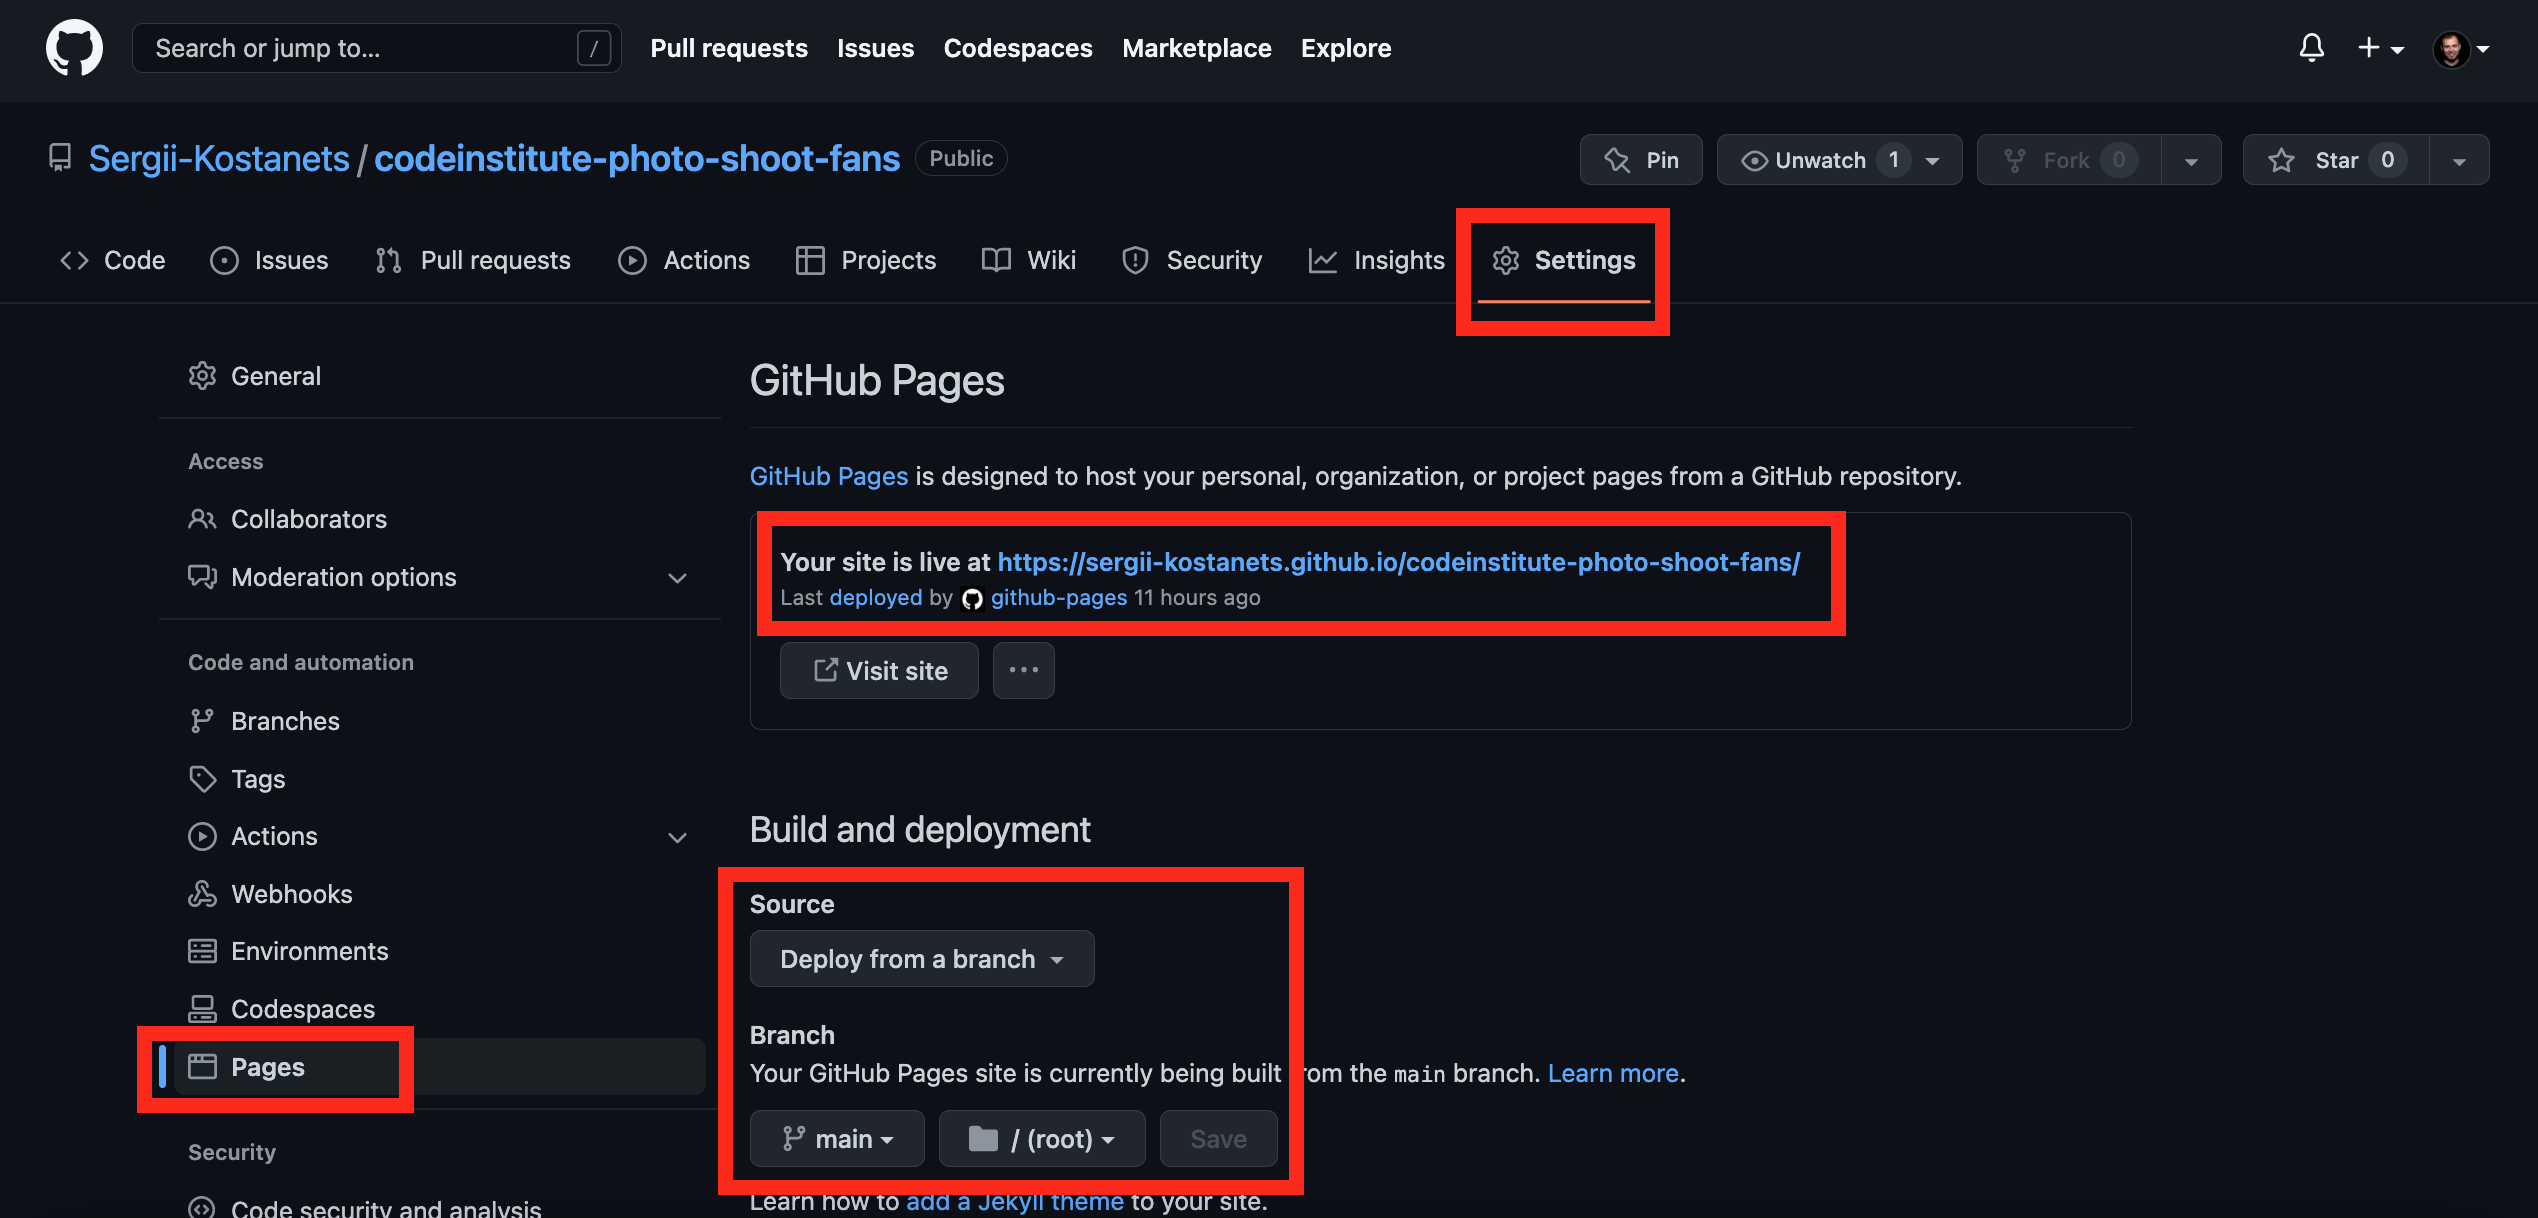 Search or jump to... / Pull requests Issues Codespaces Marketplace Explore
Sergii-Kostanets / codeinstitute-photo-shoot-fans Public Pin Unwatch 1 Fork 0 Star 0
Code Issues Pull requests Actions Projects Wiki Security Insights Settings
General
Access
Collaborators
Moderation options
Code and automation
Branches
Tags
Actions
Webhooks
Environments
Codespaces
Pages
Security
Code security and analysis
GitHub Pages
GitHub Pages is designed to host your personal, organization, or project pages from a GitHub repository.
Your site is live at https://sergii-kostanets.github.io/codeinstitute-photo-shoot-fans/
Last deployed by github-pages 11 hours ago
Visit site ...
Build and deployment
Source
Deploy from a branch
Branch
Your GitHub Pages site is currently being built from the main branch. Learn more.
main / (root) Save
Learn how to add a Jekyll theme to your site.